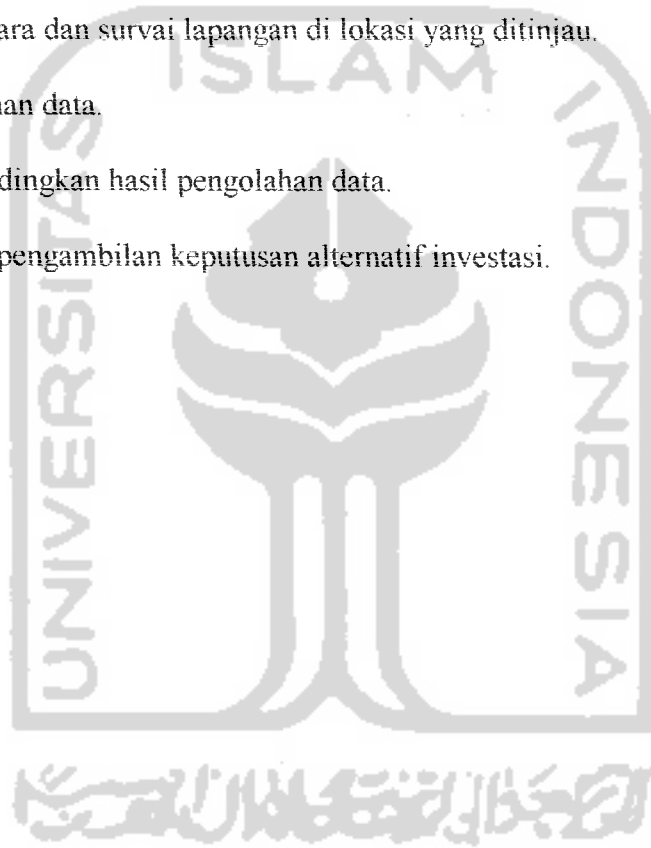 ara dan survai lapangan di lokasi yang ditinjau.
an data.
dingkan hasil pengolahan data.
pengambilan keputusan alternatif investasi.
ISLAM
UNIVERSITAS
INDONESIA